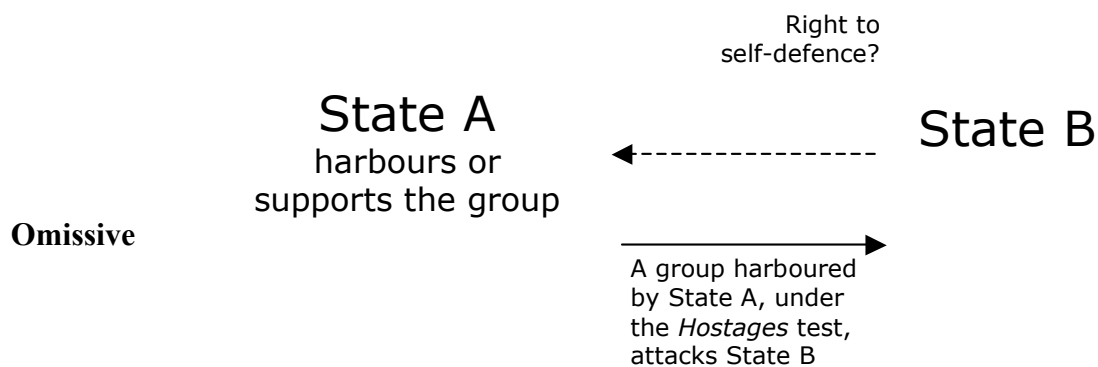 Right to
self-defence?
State A
harbours or
supports the group
State B
Omissive
A group harboured
by State A, under
the Hostages test,
attacks State B